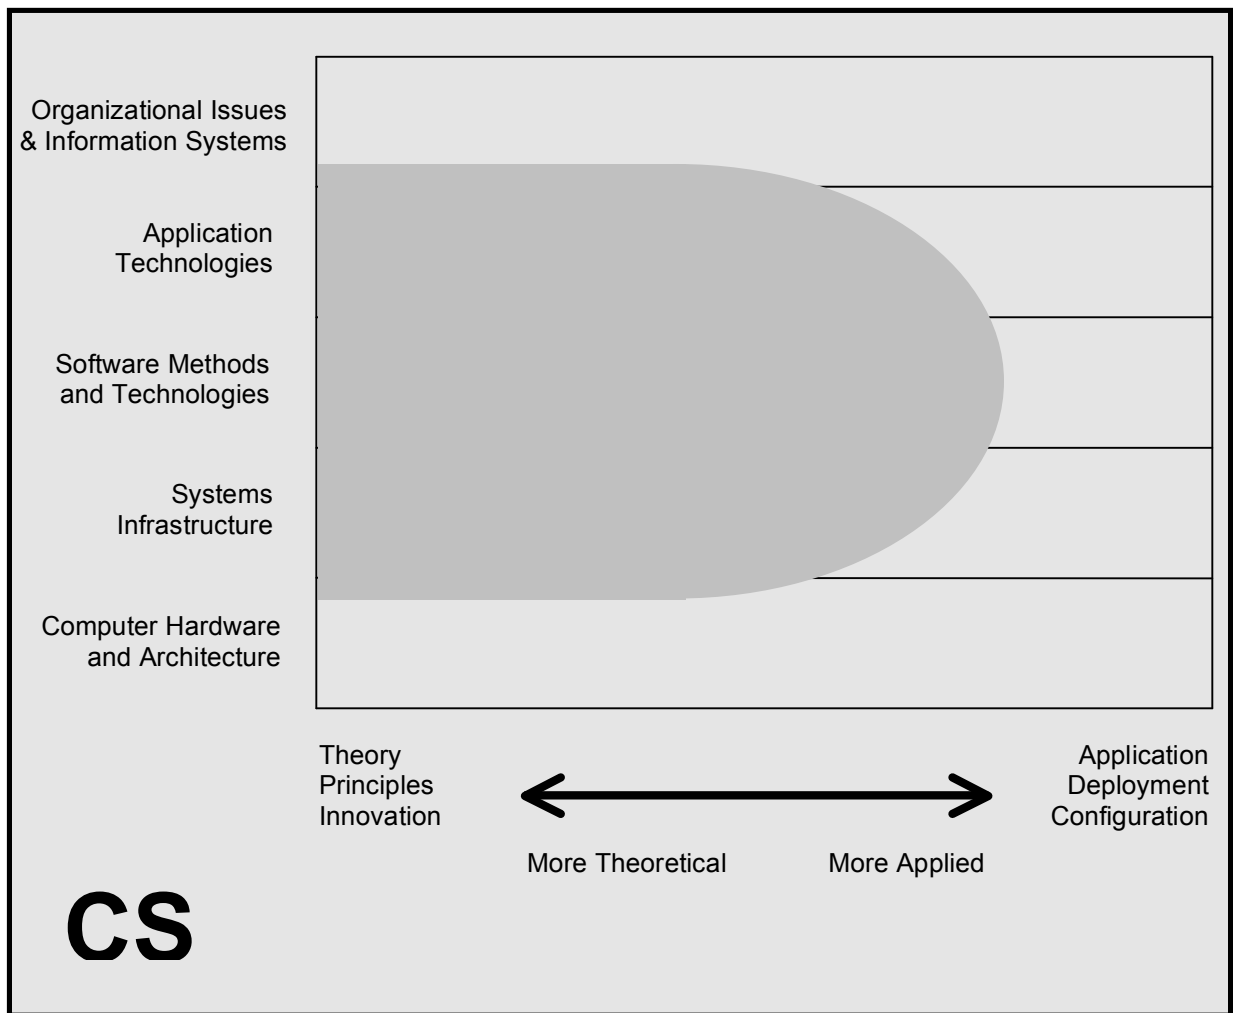 Organizational Issues
& Information Systems
Application
Technologies
Software Methods
and Technologies
Systems
Infrastructure
Computer Hardware
and Architecture
Theory
Principles
Innovation
Application
Deployment
Configuration
More Theoretical
More Applied
CS